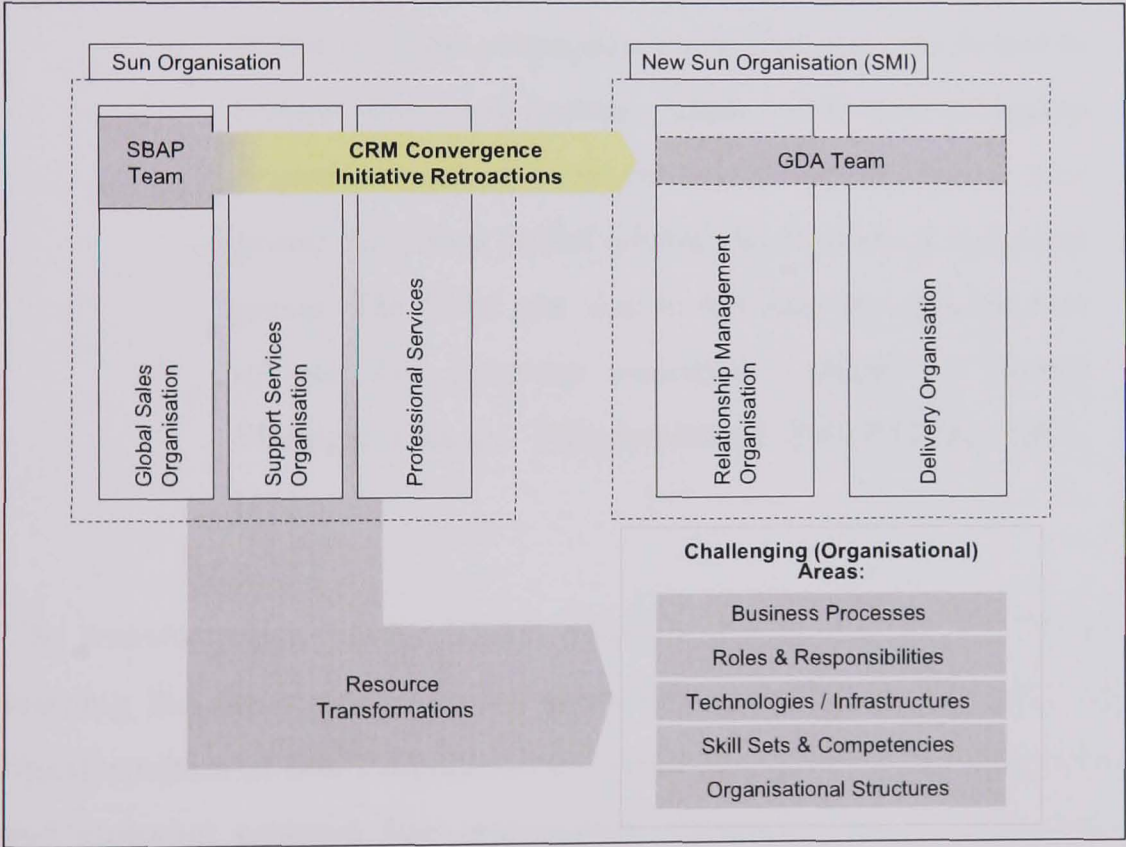 Sun Organisation
New Sun Organisation (SMI)
SBAP
Team
CRM Convergence
Initiative Retroactions
GDA Team
Global Sales
Organisation
Support Services
Organisation
Professional Services
Relationship Management
Organisation
Delivery Organisation
Resource
Transformations
Challenging (Organisational)
Areas:
Business Processes
Roles & Responsibilities
Technologies / Infrastructures
Skill Sets & Competencies
Organisational Structures